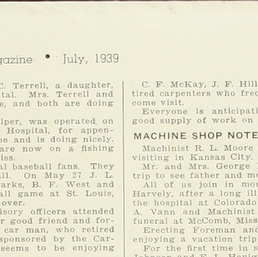 gazine • July, 1939
C. Terrell, a daughter,
tal. Mrs. Terrell and
e, and both are doing
lper, was operated on
Hospital, for appen-
e and is doing nicely.
are now on a fishing
iss.
al baseball fans. They
ll. On May 27 J. L.
arks, B. F. West and
all game at St. Louis,
over.
isory officers attended
r good friend and for-
car man, who retired
sponsored by the Car-
seems to be enjoying
C. F. McKay, J. F. Hill
tired carpenters who freq
come visit.
Everyone is anticipati
good supply of work on
MACHINE SHOP NOTE
Machinist R. L. Moore
visiting in Kansas City.
Mr. and Mrs. George
trip to see father and mo
All of us join in mou
Harvely, after a long ill
the hospital at Colorado
A. Vann and Machinist
funeral at McComb, Miss
Erecting Foreman and
enjoying a vacation trip
For the first time in s